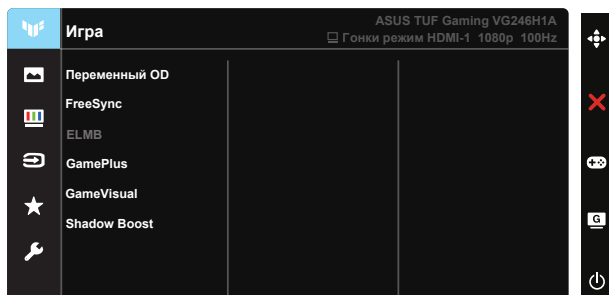 Игра
ASUS TUF Gaming VG246H1A
Гонки режим HDMI-1 1080p 100Hz
Переменный OD
FreeSync
ELMB
GamePlus
GameVisual
Shadow Boost
G